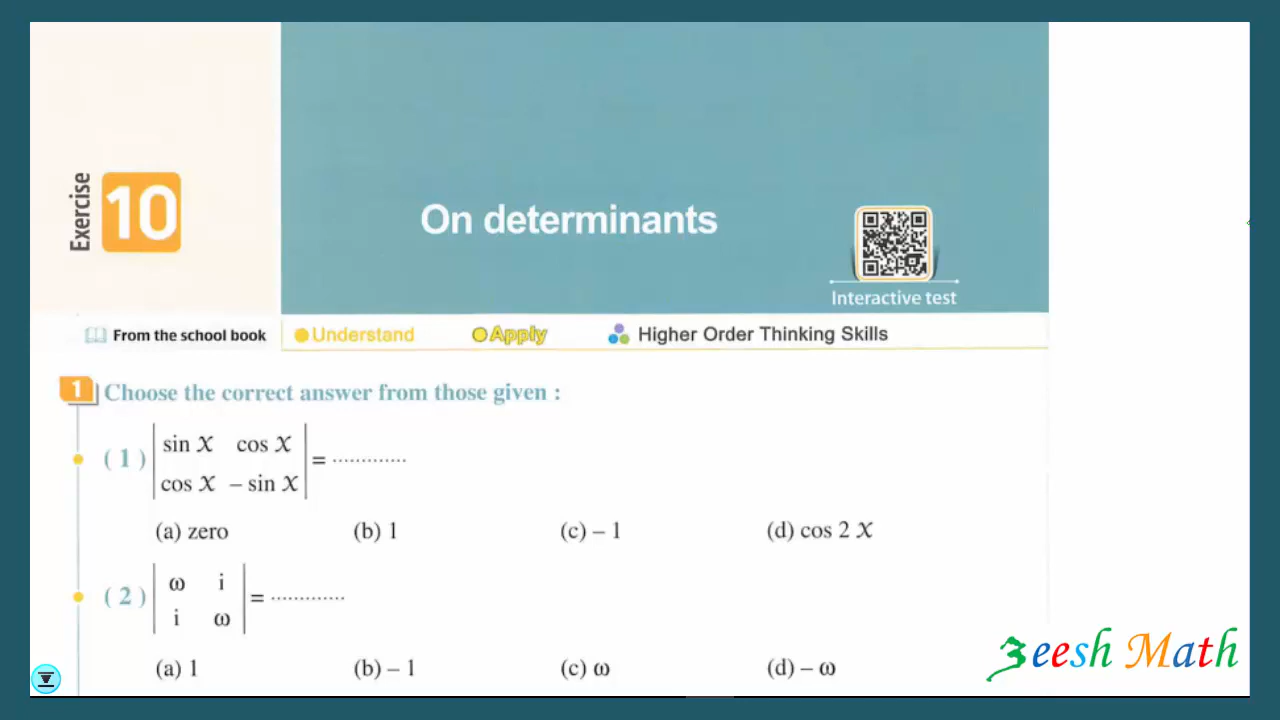 Exercise 10
On determinants
Interactive test
From the school book Understand Apply Higher Order Thinking Skills
1 Choose the correct answer from those given :
( 1 ) | sin X cos X |
| cos X – sin X | = .............
(a) zero (b) 1 (c) – 1 (d) cos 2 X
( 2 ) | ω i |
| i ω | = .............
(a) 1 (b) – 1 (c) ω (d) – ω
Beesh Math